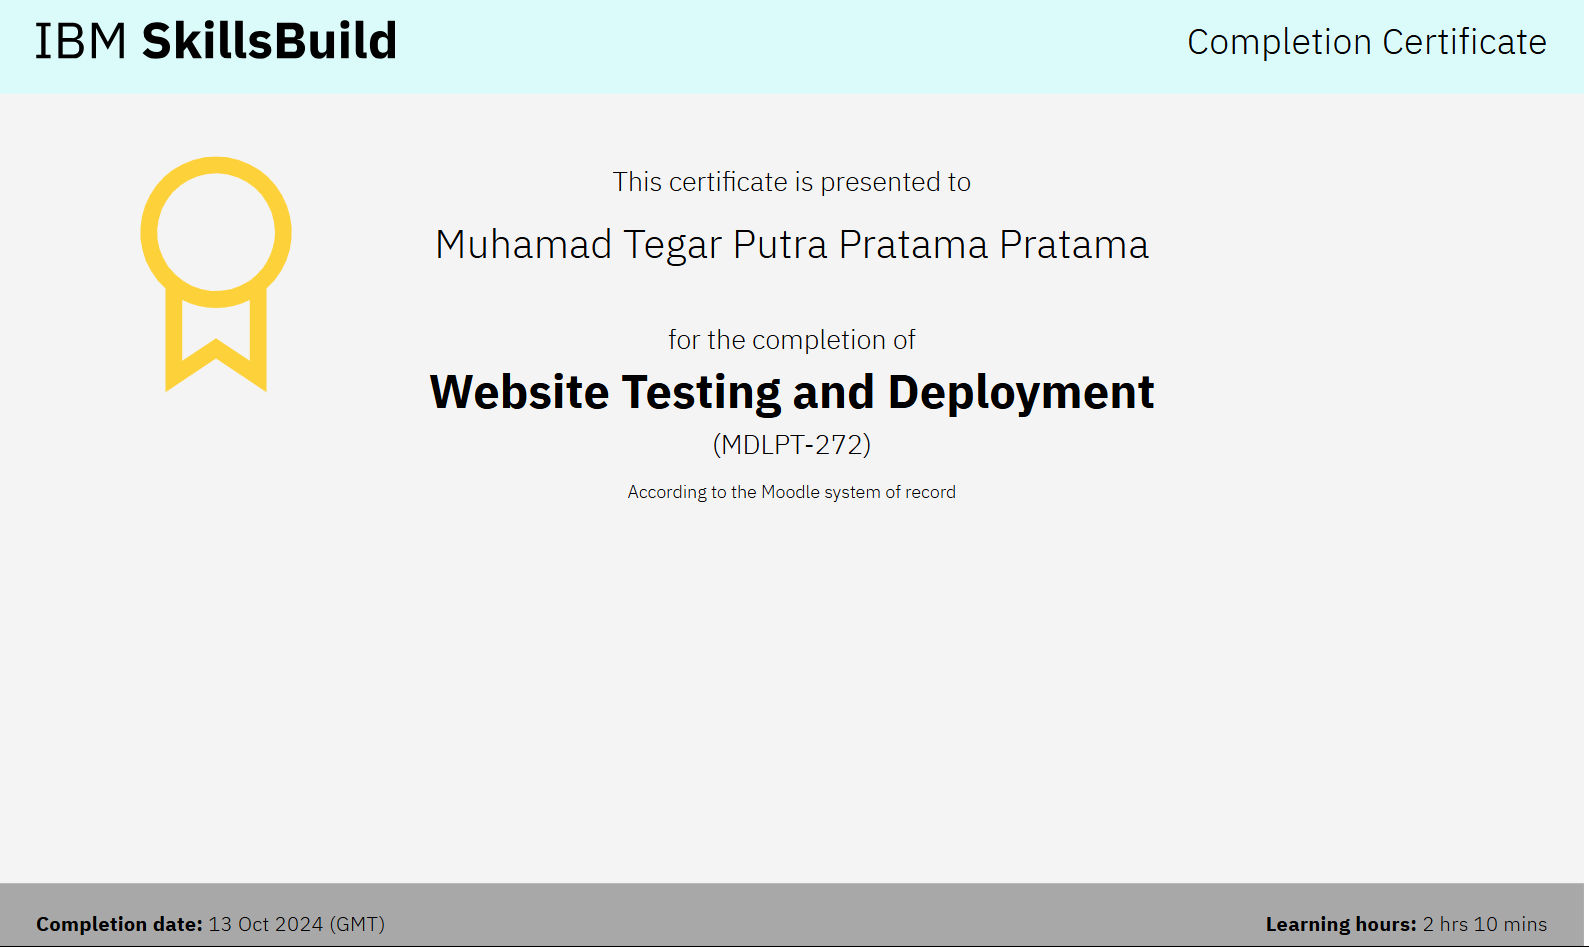 IBM SkillsBuild
Completion Certificate
This certificate is presented to
Muhamad Tegar Putra Pratama Pratama
for the completion of
Website Testing and Deployment
(MDLPT-272)
According to the Moodle system of record
Completion date: 13 Oct 2024 (GMT)
Learning hours: 2 hrs 10 mins